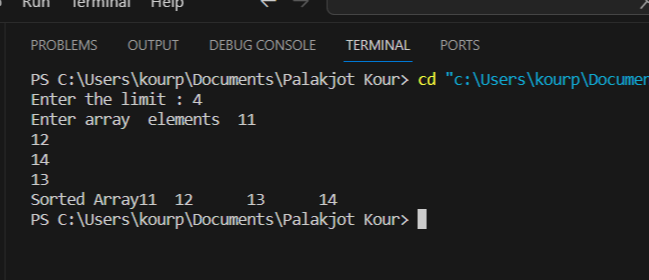 Run Terminal Help
PROBLEMS OUTPUT DEBUG CONSOLE TERMINAL PORTS
PS C:\Users\kourp\Documents\Palakjot Kour> cd "c:\Users\kourp\Documen
Enter the limit : 4
Enter array  elements  11
12
14
13
Sorted Array11  12      13      14
PS C:\Users\kourp\Documents\Palakjot Kour>